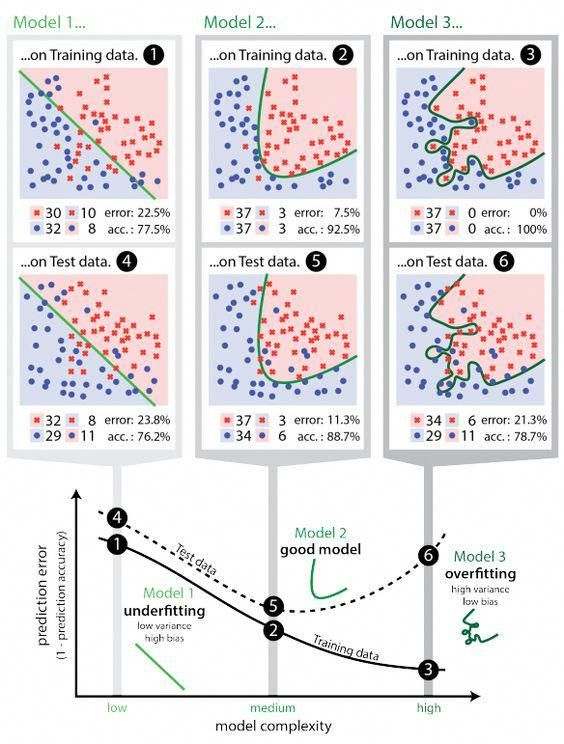 Model 1...
Model 2...
Model 3...
...on Training data. 1
...on Training data. 2
...on Training data. 3
30 10 error: 22.5%
32 8 acc.: 77.5%
37 3 error: 7.5%
37 3 acc.: 92.5%
37 0 error: 0%
37 0 acc.: 100%
...on Test data. 4
...on Test data. 5
...on Test data. 6
32 8 error: 23.8%
29 11 acc.: 76.2%
37 3 error: 11.3%
34 6 acc.: 88.7%
34 6 error: 21.3%
29 11 acc.: 78.7%
prediction error
(1 - prediction accuracy)
4
1
Test data
Model 1
underfitting
low variance
high bias
5
2
Model 2
good model
Training data
6
3
Model 3
overfitting
high variance
low bias
low
medium
high
model complexity